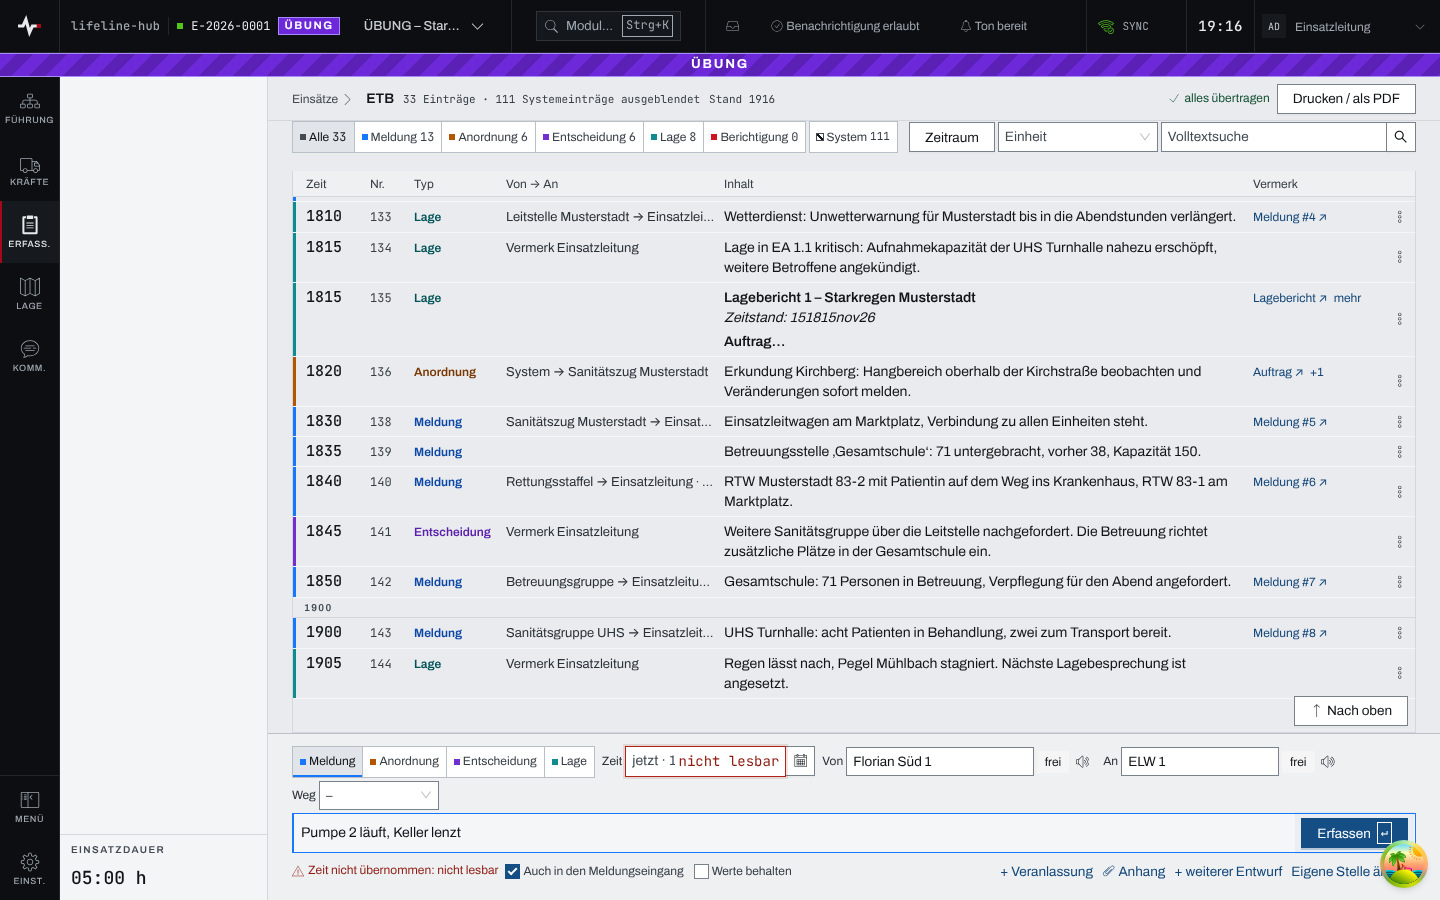 lifeline-hub E-2026-0001 ÜBUNG ÜBUNG – Star... Modul... Strg+K Benachrichtigung erlaubt Ton bereit SYNC 19:16 AD Einsatzleitung
ÜBUNG
FÜHRUNG
KRÄFTE
ERFASS.
LAGE
KOMM.
MENÜ
EINST.
EINSATZDAUER
05:00 h
Einsätze ETB 33 Einträge · 111 Systemeinträge ausgeblendet Stand 1916 alles übertragen Drucken / als PDF
Alle 33 Meldung 13 Anordnung 6 Entscheidung 6 Lage 8 Berichtigung 0 System 111 Zeitraum Einheit Volltextsuche
Zeit Nr. Typ Von → An Inhalt Vermerk
1810 133 Lage Leitstelle Musterstadt → Einsatzlei... Wetterdienst: Unwetterwarnung für Musterstadt bis in die Abendstunden verlängert. Meldung #4 ↗
1815 134 Lage Vermerk Einsatzleitung Lage in EA 1.1 kritisch: Aufnahmekapazität der UHS Turnhalle nahezu erschöpft,
weitere Betroffene angekündigt.
1815 135 Lage Lagebericht 1 – Starkregen Musterstadt Lagebericht ↗ mehr
Zeitstand: 151815nov26
Auftrag...
1820 136 Anordnung System → Sanitätszug Musterstadt Erkundung Kirchberg: Hangbereich oberhalb der Kirchstraße beobachten und Auftrag ↗ +1
Veränderungen sofort melden.
1830 138 Meldung Sanitätszug Musterstadt → Einsat... Einsatzleitwagen am Marktplatz, Verbindung zu allen Einheiten steht. Meldung #5 ↗
1835 139 Meldung Betreuungsstelle ‚Gesamtschule‘: 71 untergebracht, vorher 38, Kapazität 150.
1840 140 Meldung Rettungsstaffel → Einsatzleitung · ... RTW Musterstadt 83-2 mit Patientin auf dem Weg ins Krankenhaus, RTW 83-1 am Meldung #6 ↗
Marktplatz.
1845 141 Entscheidung Vermerk Einsatzleitung Weitere Sanitätsgruppe über die Leitstelle nachgefordert. Die Betreuung richtet
zusätzliche Plätze in der Gesamtschule ein.
1850 142 Meldung Betreuungsgruppe → Einsatzleitu... Gesamtschule: 71 Personen in Betreuung, Verpflegung für den Abend angefordert. Meldung #7 ↗
1900
1900 143 Meldung Sanitätsgruppe UHS → Einsatzleit... UHS Turnhalle: acht Patienten in Behandlung, zwei zum Transport bereit. Meldung #8 ↗
1905 144 Lage Vermerk Einsatzleitung Regen lässt nach, Pegel Mühlbach stagniert. Nächste Lagebesprechung ist
angesetzt.
↑ Nach oben
Meldung Anordnung Entscheidung Lage Zeit jetzt · 1 nicht lesbar Von Florian Süd 1 frei An ELW 1 frei
Weg –
Pumpe 2 läuft, Keller lenzt Erfassen ↵
Zeit nicht übernommen: nicht lesbar Auch in den Meldungseingang Werte behalten + Veranlassung Anhang + weiterer Entwurf Eigene Stelle